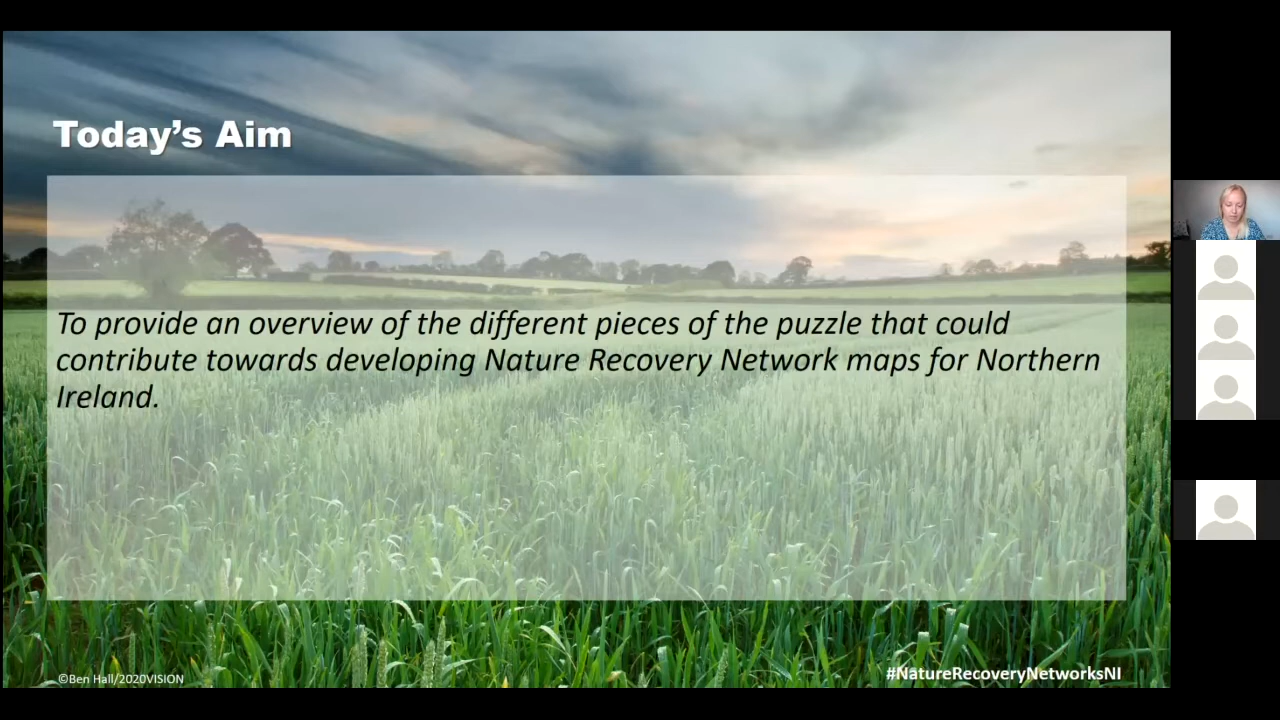 Today's Aim
To provide an overview of the different pieces of the puzzle that could
contribute towards developing Nature Recovery Network maps for Northern
Ireland.
©Ben Hall/2020VISION
#NatureRecoveryNetworksNI